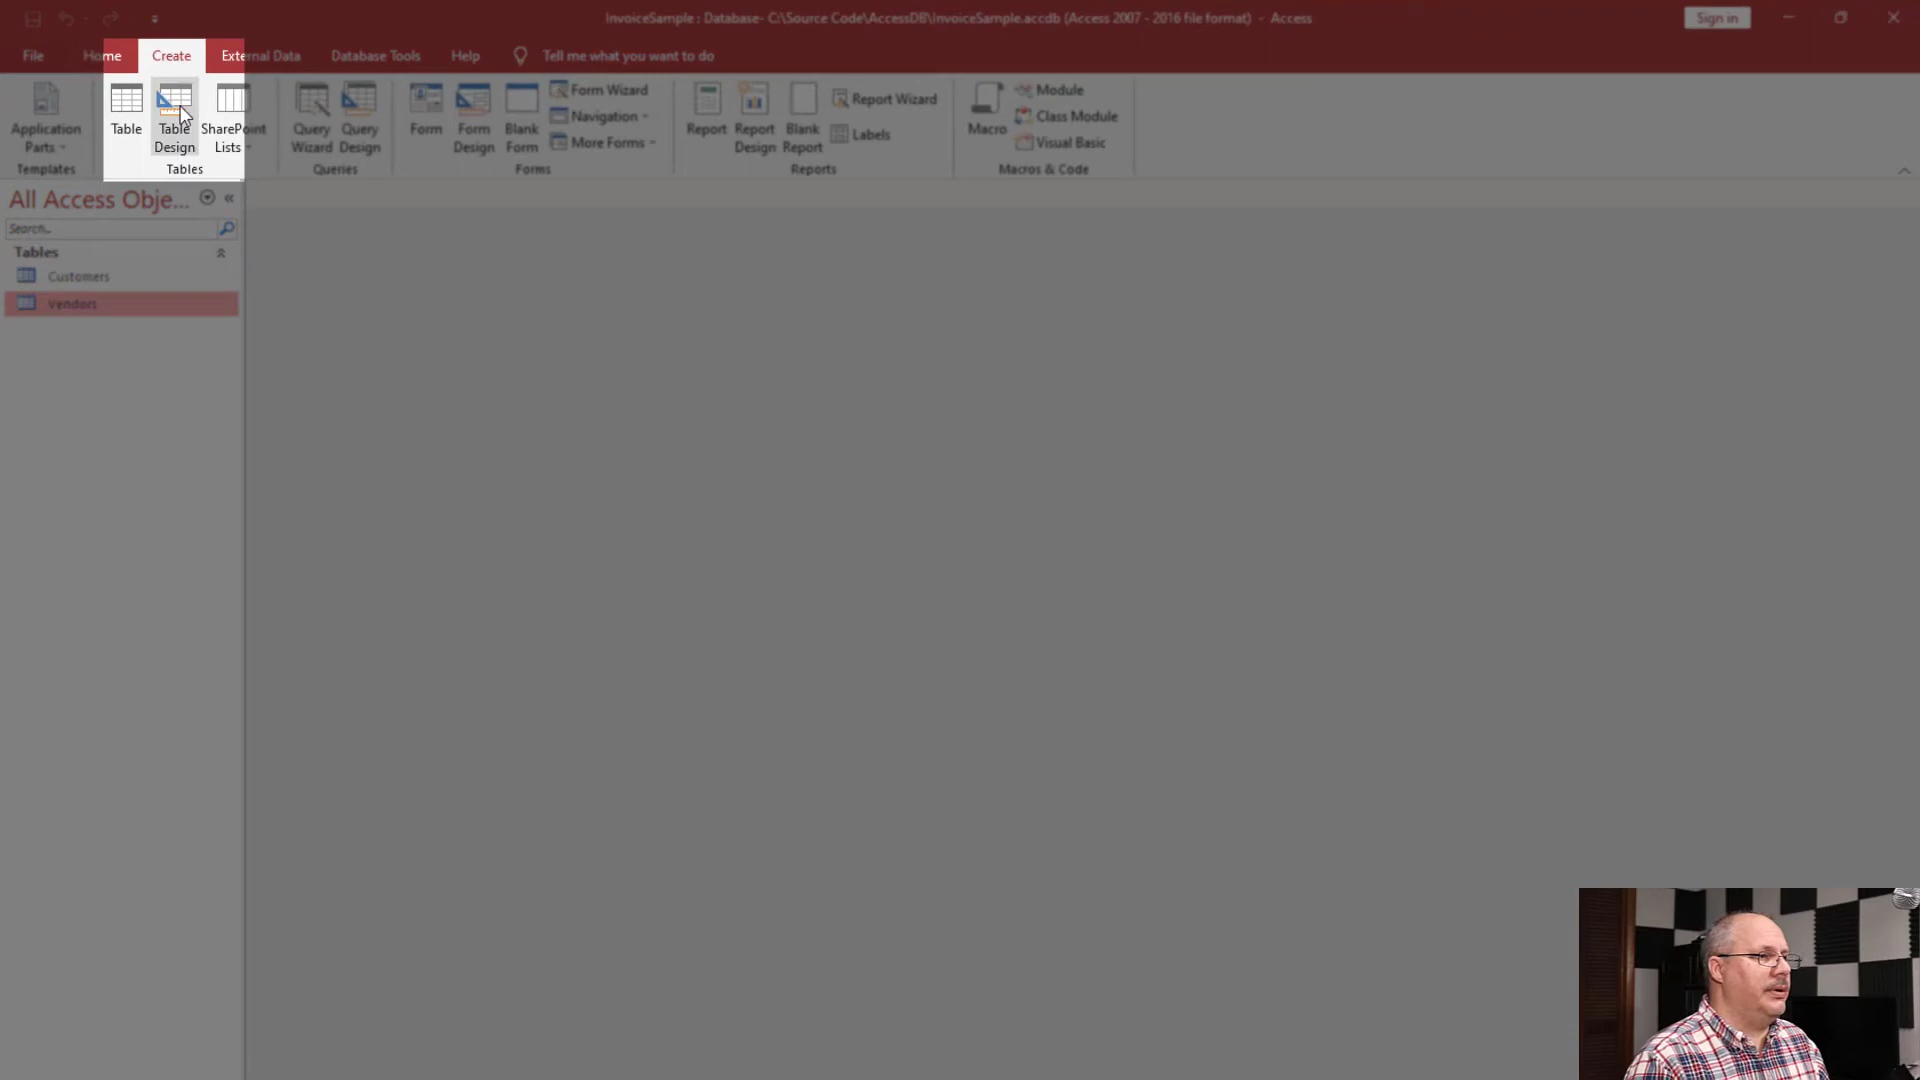 InvoiceSample : Database- C:\Source Code\AccessDB\InvoiceSample.accdb (Access 2007 - 2016 file format) - Access
Sign in
File Home Create External Data Database Tools Help Tell me what you want to do
Application Parts
Templates
Table
Table Design
SharePoint Lists
Tables
Query Wizard
Query Design
Queries
Form
Form Design
Blank Form
Form Wizard
Navigation
More Forms
Forms
Report
Report Design
Blank Report
Report Wizard
Labels
Reports
Macro
Module
Class Module
Visual Basic
Macros & Code
All Access Obje...
Search...
Tables
Customers
Vendors